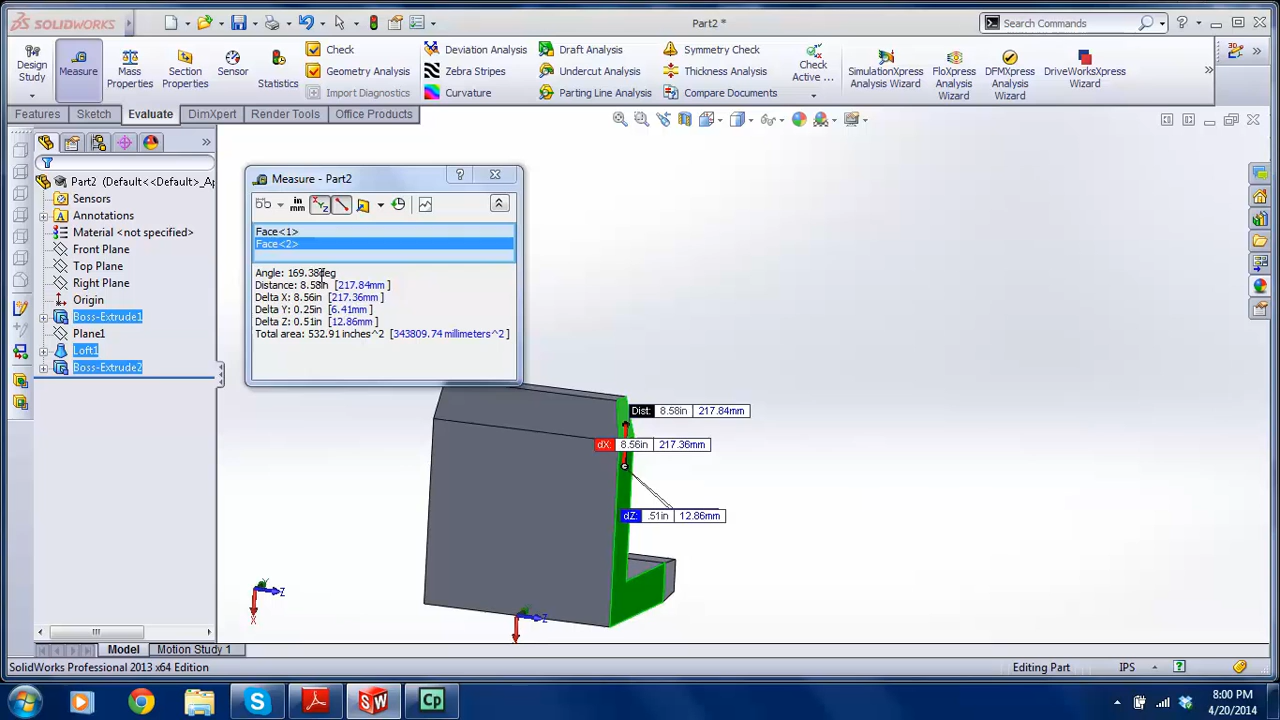 SOLIDWORKS
Part2 *
Search Commands
Design Study
Measure
Mass Properties
Section Properties
Sensor
Statistics
Check
Geometry Analysis
Import Diagnostics
Deviation Analysis
Zebra Stripes
Curvature
Draft Analysis
Undercut Analysis
Parting Line Analysis
Symmetry Check
Thickness Analysis
Compare Documents
Check Active ...
SimulationXpress Analysis Wizard
FloXpress Analysis Wizard
DFMXpress Analysis Wizard
DriveWorksXpress Wizard
Features
Sketch
Evaluate
DimXpert
Render Tools
Office Products
Part2 (Default<<Default>_Ap
Sensors
Annotations
Material <not specified>
Front Plane
Top Plane
Right Plane
Origin
Boss-Extrude1
Plane1
Loft1
Boss-Extrude2
Measure - Part2
in mm
XYZ
Face<1>
Face<2>
Angle: 169.38deg
Distance: 8.58in [217.84mm ]
Delta X: 8.56in [217.36mm ]
Delta Y: 0.25in [6.41mm ]
Delta Z: 0.51in [12.86mm ]
Total area: 532.91 inches^2 [343809.74 millimeters^2 ]
Dist: 8.58in 217.84mm
dX: 8.56in 217.36mm
dZ: .51in 12.86mm
Y
Z
X
Z
Model
Motion Study 1
SolidWorks Professional 2013 x64 Edition
Editing Part
IPS
S
SW
Cp
8:00 PM
4/20/2014